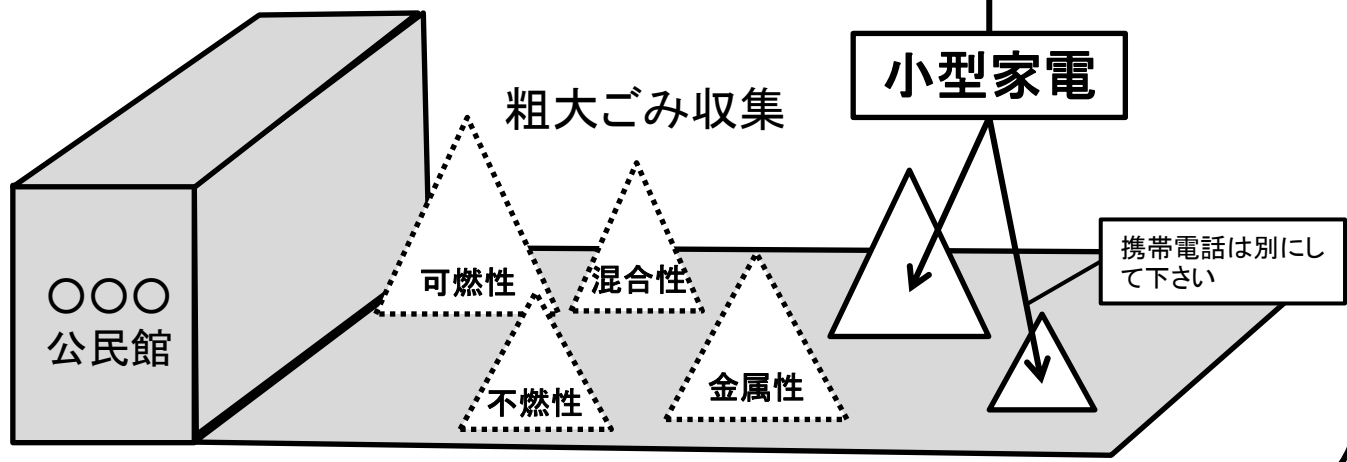 小型家電
粗大ごみ収集
携帯電話は別にし
て下さい
可燃性
混合性
〇〇〇
公民館
不燃性
金属性